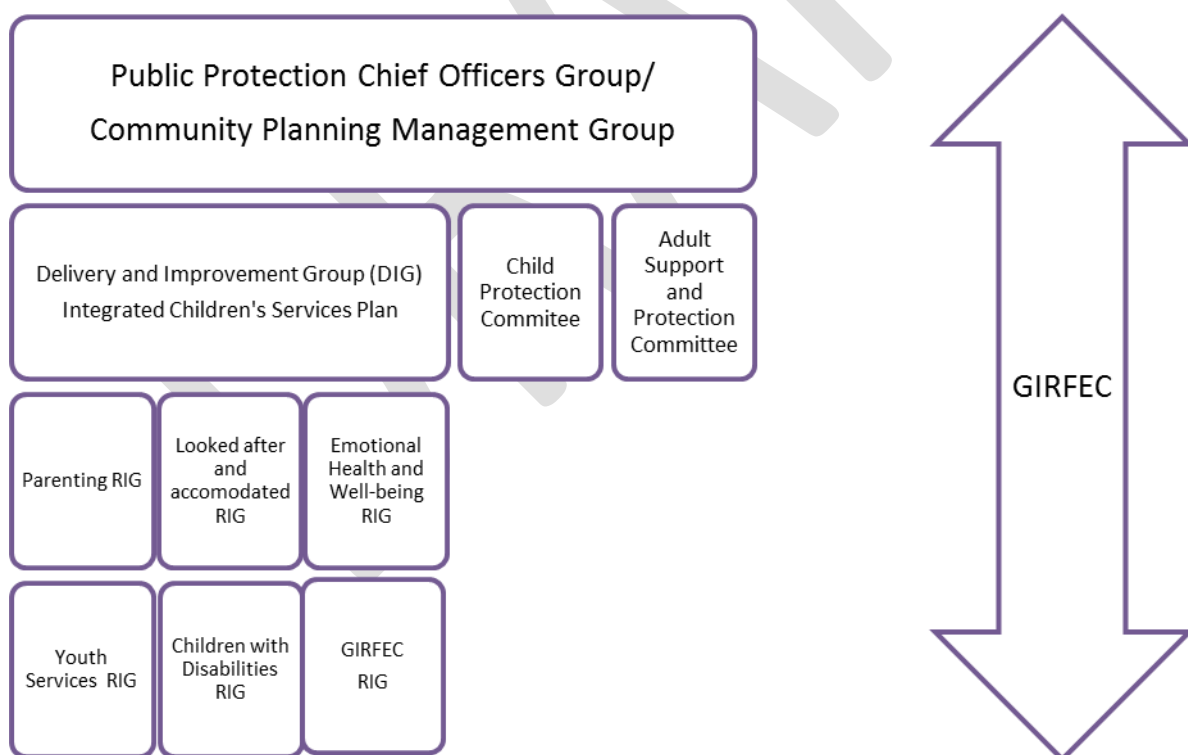 Public Protection Chief Officers Group/
Community Planning Management Group
Delivery and Improvement Group (DIG)
Integrated Children's Services Plan
Child
Protection
Commitee
Adult
Support
and
Protection
Committee
Parenting RIG
Looked after
and
accomodated
RIG
Emotional
Health and
Well-being
RIG
Youth
Services RIG
Children with
Disabilities
RIG
GIRFEC
RIG
GIRFEC